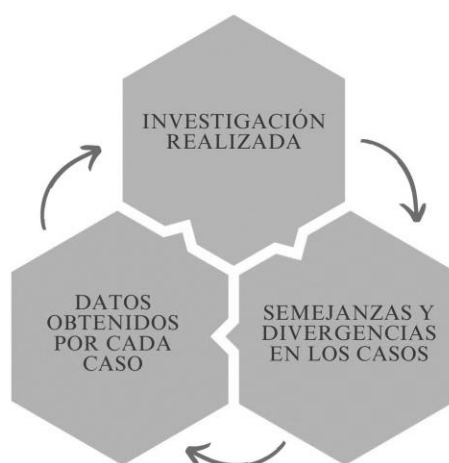 INVESTIGACIÓN
REALIZADA
DATOS
OBTENIDOS
POR CADA
CASO
SEMEJANZAS Y
DIVERGENCIAS
EN LOS CASOS